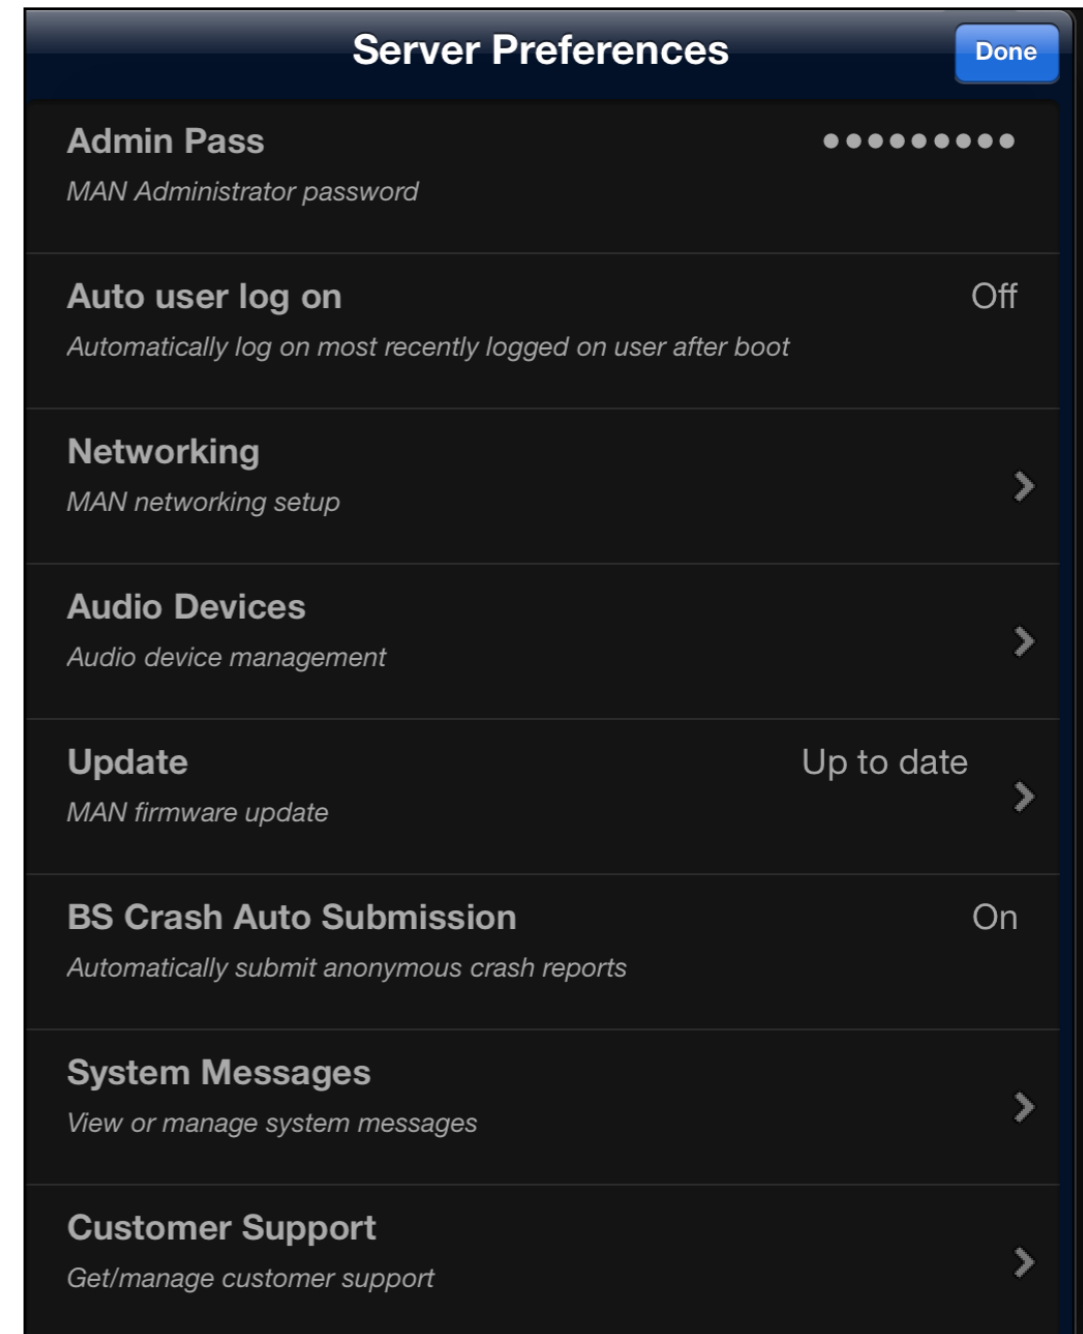 Server Preferences
Done
Admin Pass
•••••••••
MAN Administrator password
Auto user log on
Off
Automatically log on most recently logged on user after boot
Networking
MAN networking setup
Audio Devices
Audio device management
Update
Up to date
MAN firmware update
BS Crash Auto Submission
On
Automatically submit anonymous crash reports
System Messages
View or manage system messages
Customer Support
Get/manage customer support